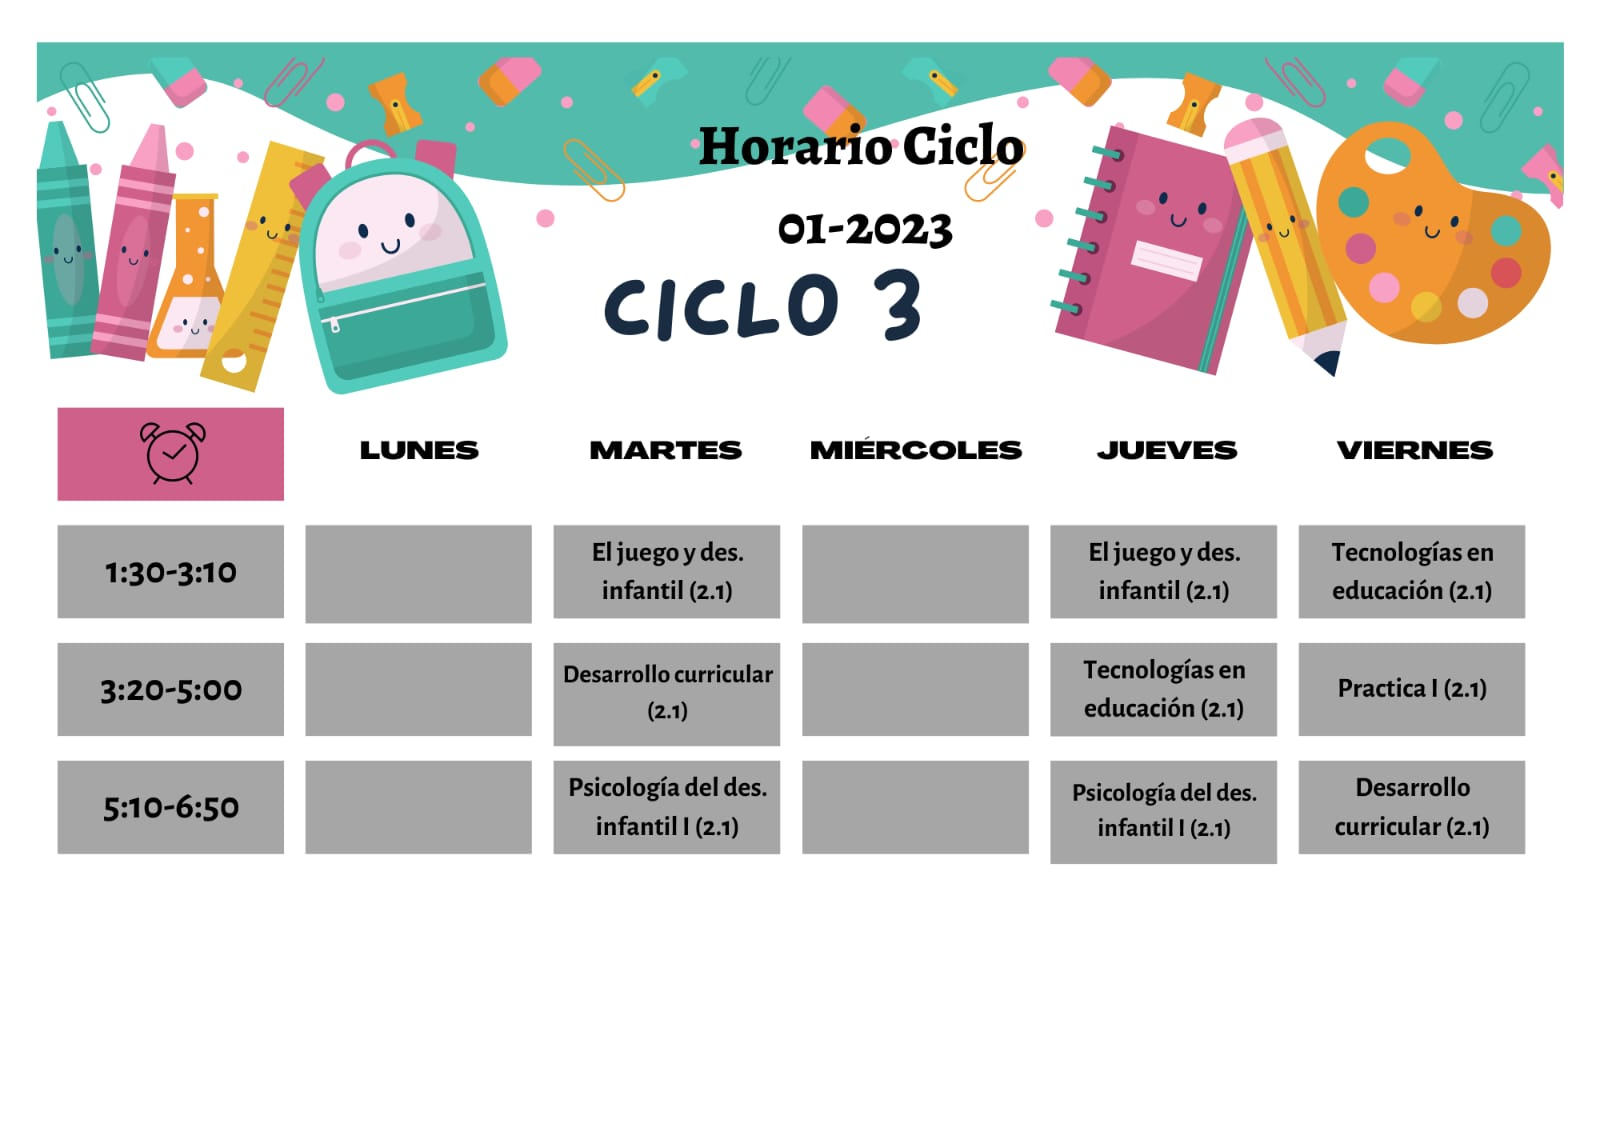 Horario Ciclo
01-2023
CICLO 3
LUNES MARTES MIÉRCOLES JUEVES VIERNES
1:30-3:10
El juego y des.
infantil (2.1)
El juego y des.
infantil (2.1)
Tecnologías en
educación (2.1)
3:20-5:00
Desarrollo curricular
(2.1)
Tecnologías en
educación (2.1)
Practica I (2.1)
5:10-6:50
Psicología del des.
infantil I (2.1)
Psicología del des.
infantil I (2.1)
Desarrollo
curricular (2.1)